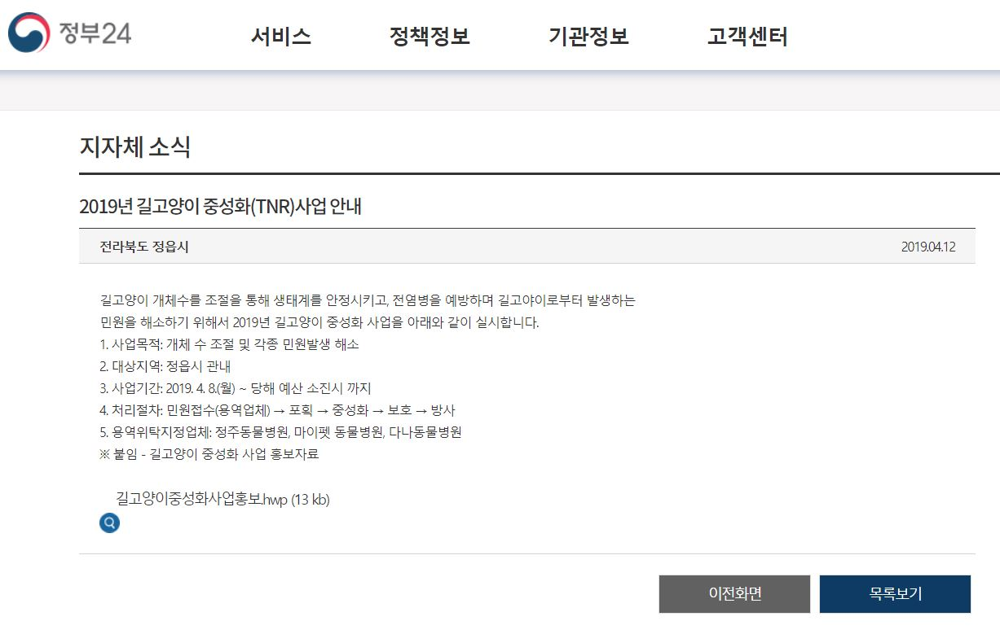 정부24
서비스
정책정보
기관정보
고객센터
지자체 소식
2019년 길고양이 중성화(TNR)사업 안내
전라북도 정읍시 2019.04.12
길고양이 개체수를 조절을 통해 생태계를 안정시키고, 전염병을 예방하며 길고야이로부터 발생하는
민원을 해소하기 위해서 2019년 길고양이 중성화 사업을 아래와 같이 실시합니다.
1. 사업목적: 개체 수 조절 및 각종 민원발생 해소
2. 대상지역: 정읍시 관내
3. 사업기간: 2019. 4. 8.(월) ~ 당해 예산 소진시 까지
4. 처리절차: 민원접수(용역업체) → 포획 → 중성화 → 보호 → 방사
5. 용역위탁지정업체: 정주동물병원, 마이펫 동물병원, 다나동물병원
※ 붙임 - 길고양이 중성화 사업 홍보자료
길고양이중성화사업홍보.hwp (13 kb)
이전화면
목록보기